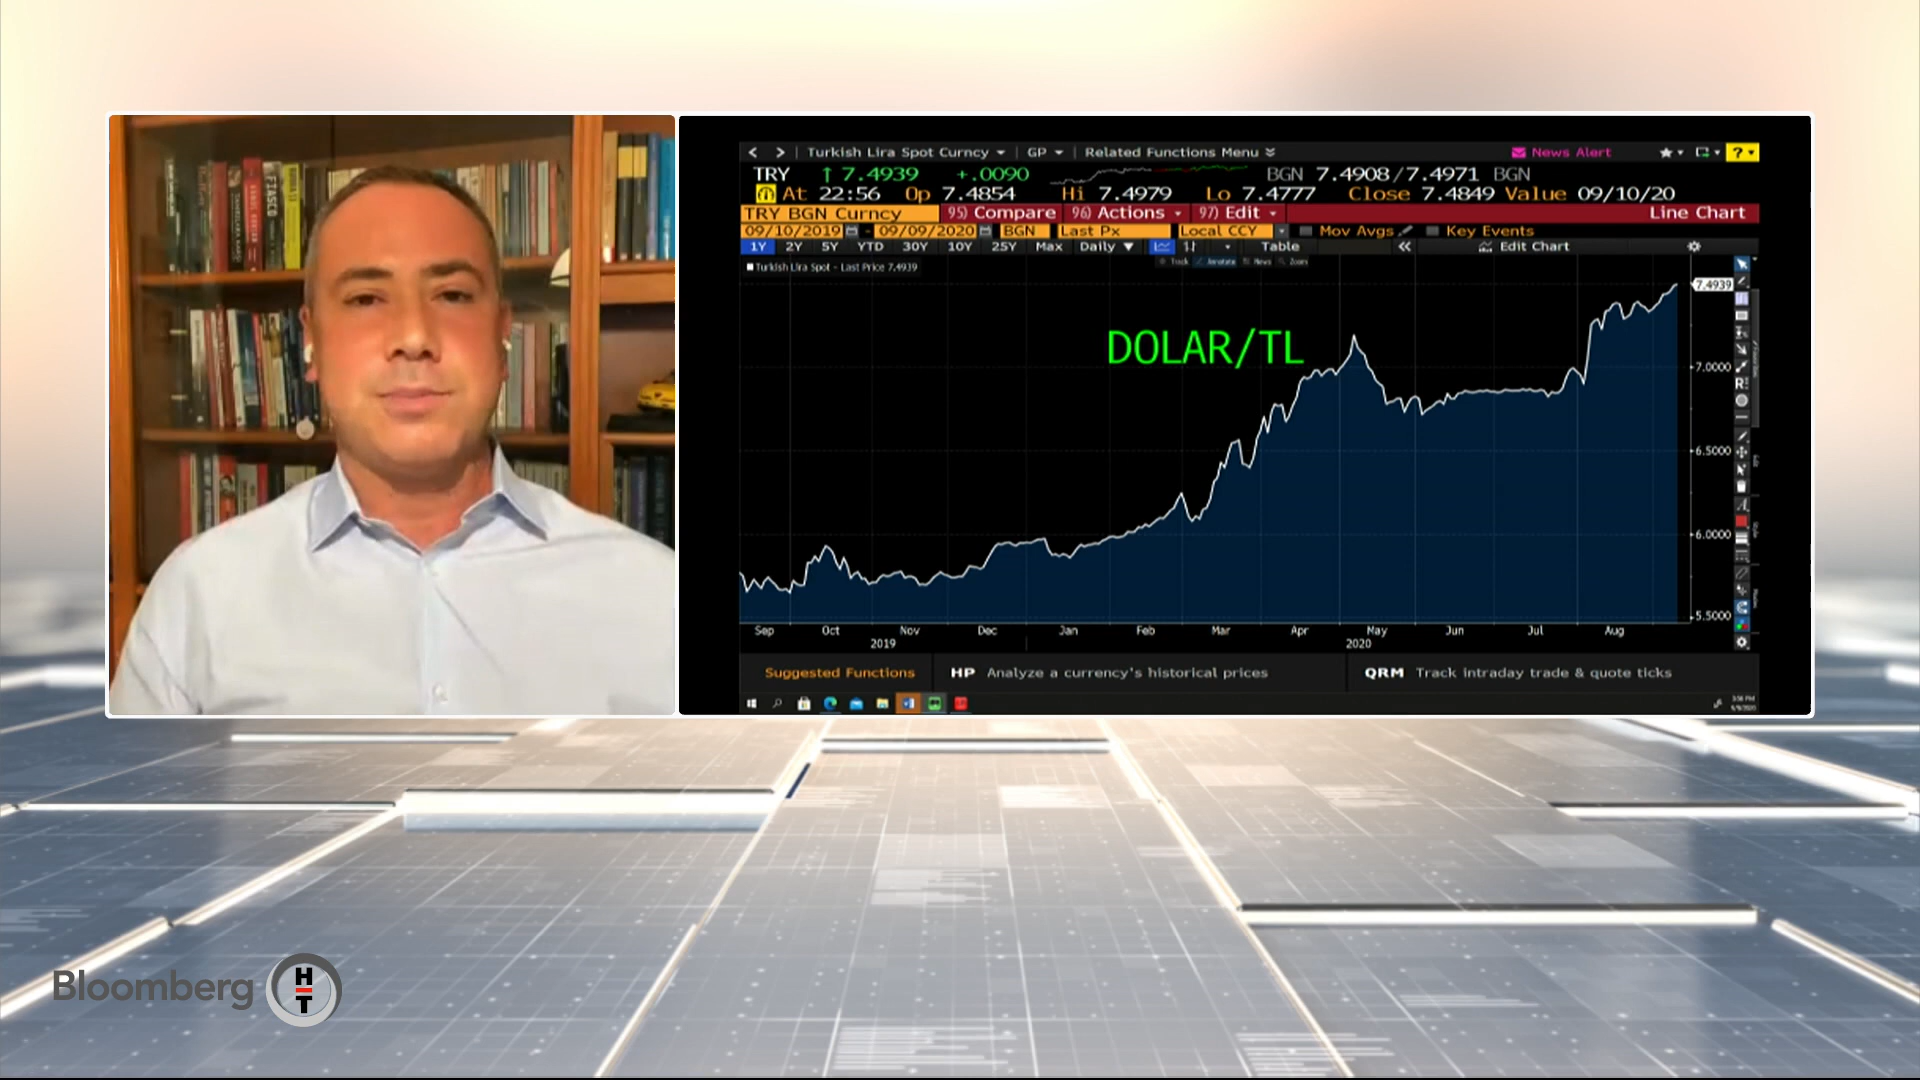 Turkish Lira Spot Curncy GP Related Functions Menu News Alert ?
TRY ↑ 7.4939 +.0090 BGN 7.4908/7.4971 BGN
At 22:56 Op 7.4854 Hi 7.4979 Lo 7.4777 Close 7.4849 Value 09/10/20
TRY BGN Curncy 95) Compare 96) Actions 97) Edit Line Chart
09/10/2019 - 09/09/2020 BGN Last Px Local CCY Mov Avgs Key Events
1Y 2Y 5Y YTD 30Y 10Y 25Y Max Daily ▼ Table « Edit Chart
Track Annotate News Zoom
Turkish Lira Spot - Last Price 7.4939
7.4939
DOLAR/TL
7.0000
6.5000
6.0000
5.5000
Sep Oct Nov Dec Jan Feb Mar Apr May Jun Jul Aug
2019 2020
Suggested Functions HP Analyze a currency's historical prices QRM Track intraday trade & quote ticks
FIASCO
Bloomberg HT